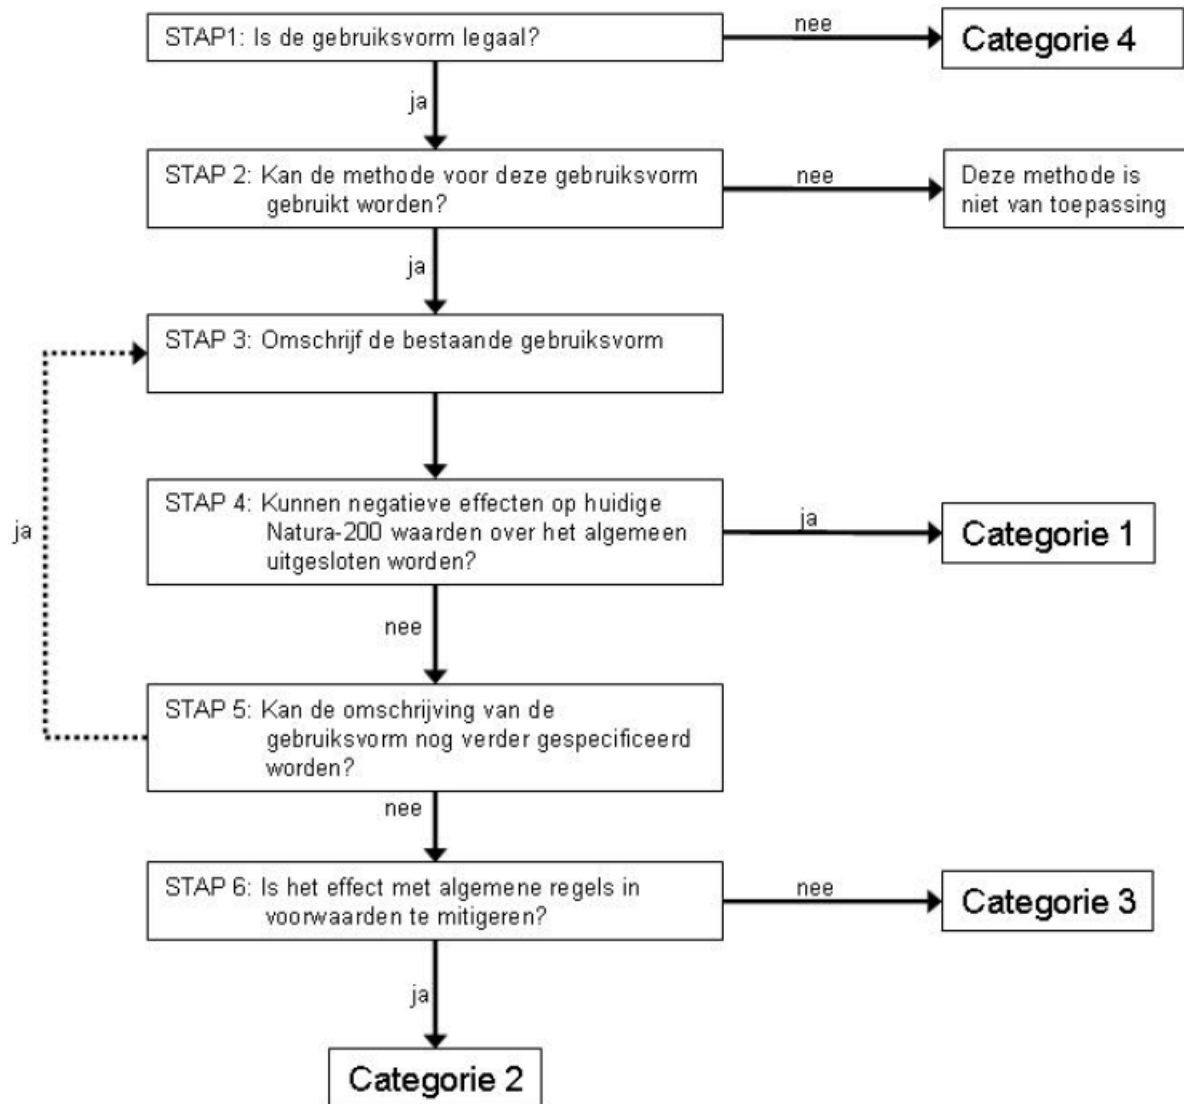 STAP1: Is de gebruiksvorm legaal?
nee
Categorie 4
ja
STAP 2: Kan de methode voor deze gebruiksvorm
gebruikt worden?
nee
Deze methode is
niet van toepassing
ja
STAP 3: Omschrijf de bestaande gebruiksvorm
STAP 4: Kunnen negatieve effecten op huidige
Natura-200 waarden over het algemeen
uitgesloten worden?
ja
Categorie 1
ja
nee
STAP 5: Kan de omschrijving van de
gebruiksvorm nog verder gespecificeerd
worden?
nee
STAP 6: Is het effect met algemene regels in
voorwaarden te mitigeren?
nee
Categorie 3
ja
Categorie 2